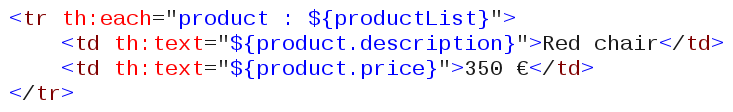 <tr th:each="product : ${productList}">
    <td th:text="${product.description}">Red chair</td>
    <td th:text="${product.price}">350 €</td>
</tr>